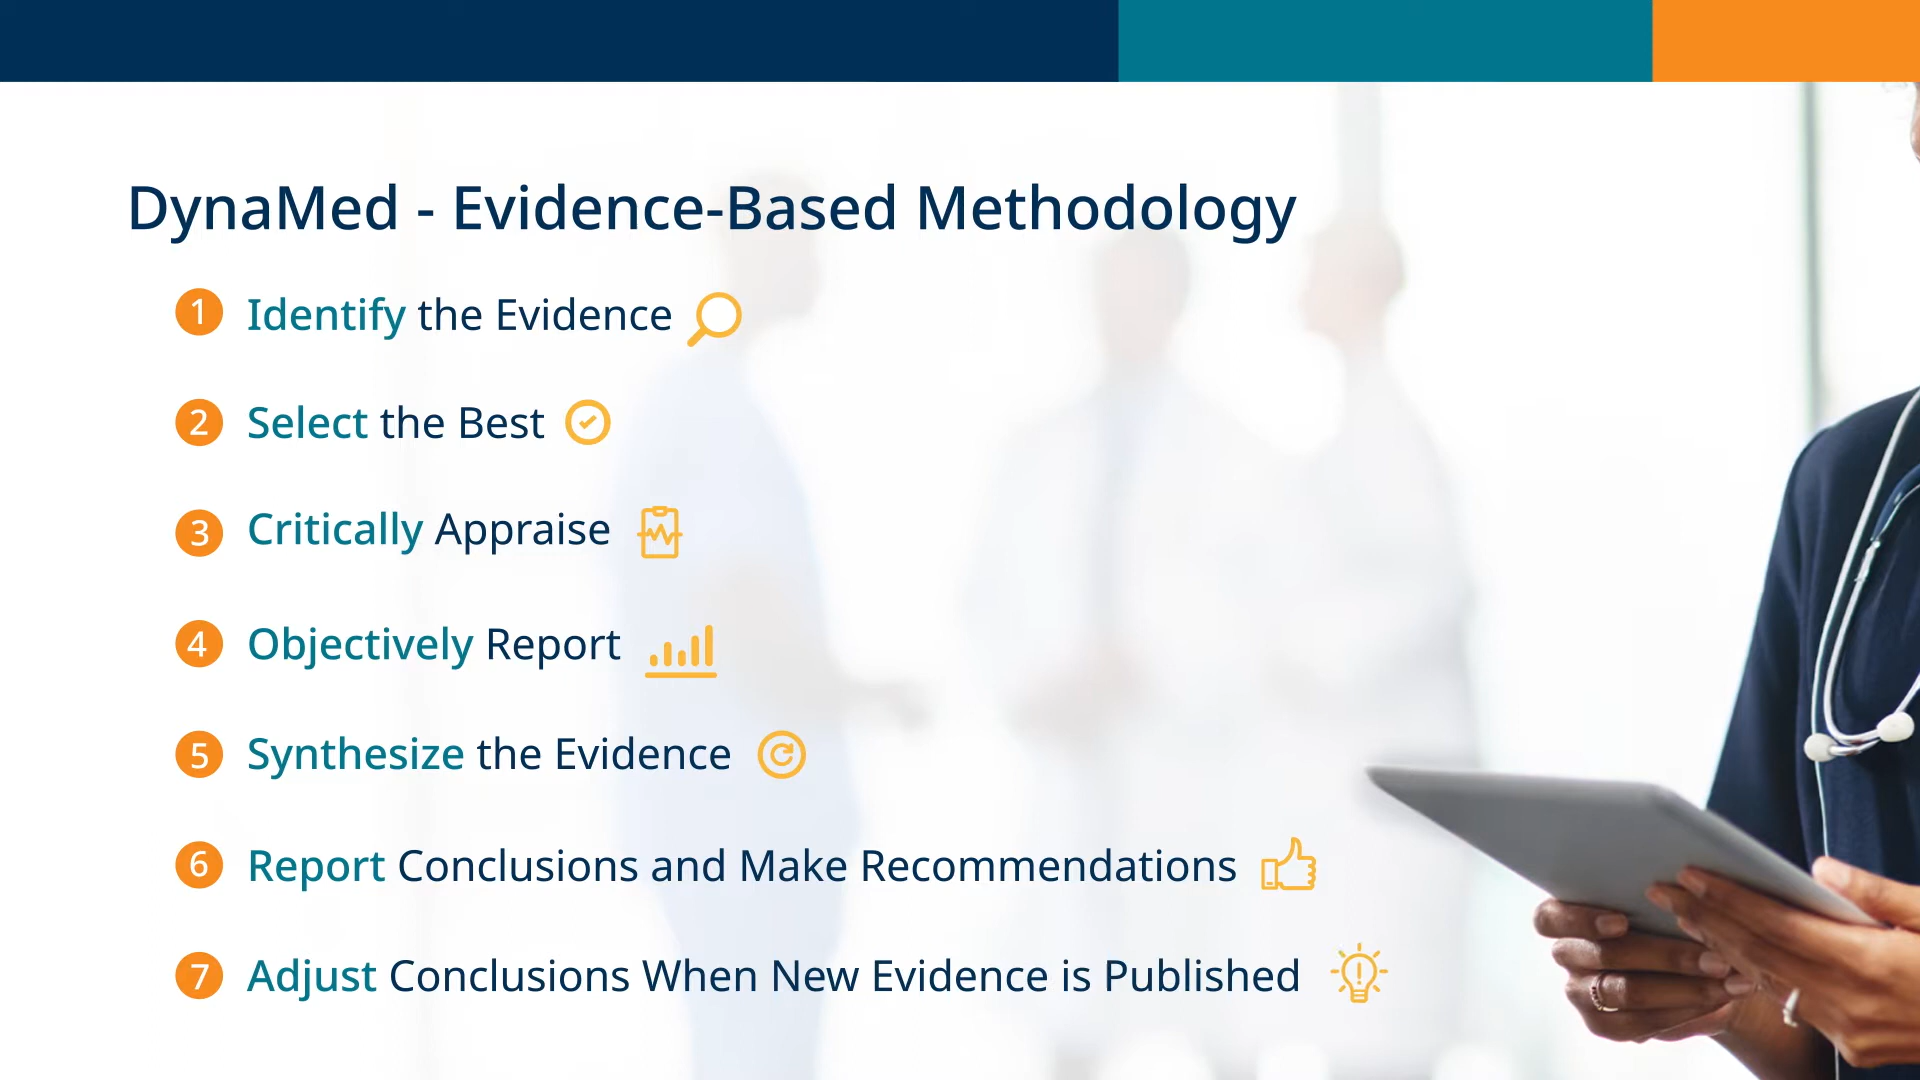 DynaMed - Evidence-Based Methodology
1 Identify the Evidence
2 Select the Best
3 Critically Appraise
4 Objectively Report
5 Synthesize the Evidence
6 Report Conclusions and Make Recommendations
7 Adjust Conclusions When New Evidence is Published